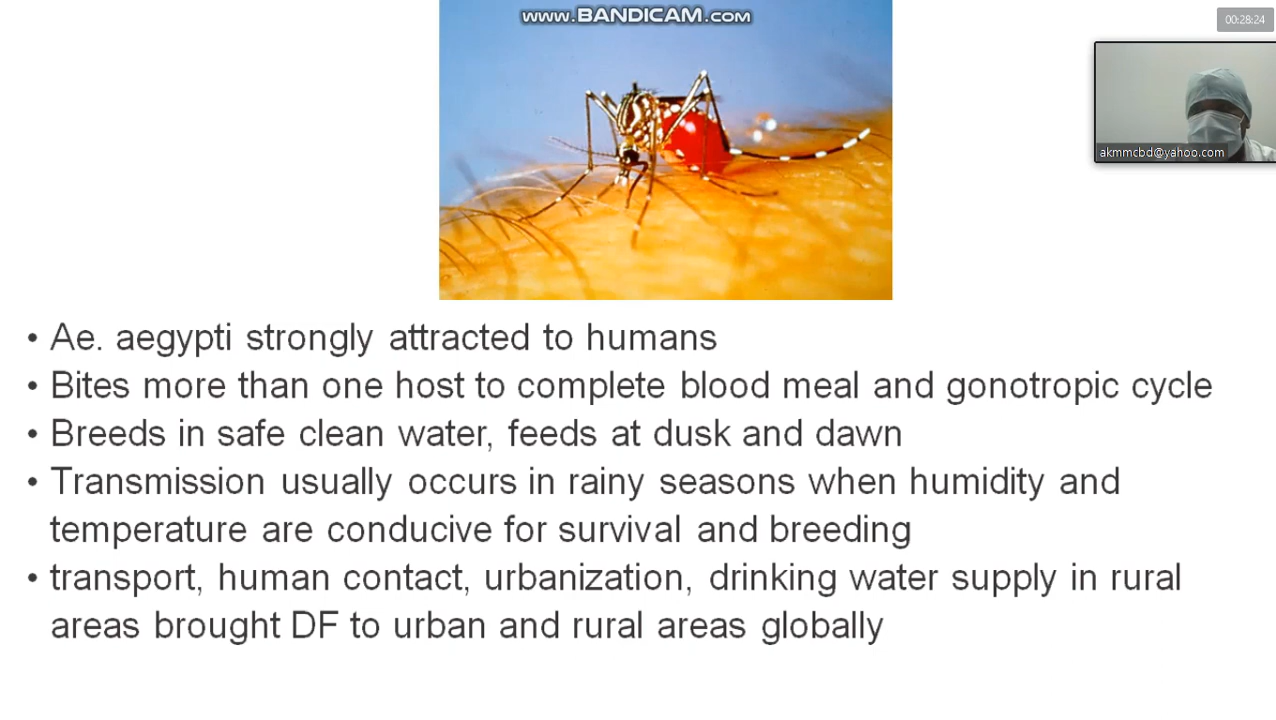 www.BANDICAM.com
00:28:24
akmmcbd@yahoo.com
• Ae. aegypti strongly attracted to humans
• Bites more than one host to complete blood meal and gonotropic cycle
• Breeds in safe clean water, feeds at dusk and dawn
• Transmission usually occurs in rainy seasons when humidity and
temperature are conducive for survival and breeding
• transport, human contact, urbanization, drinking water supply in rural
areas brought DF to urban and rural areas globally